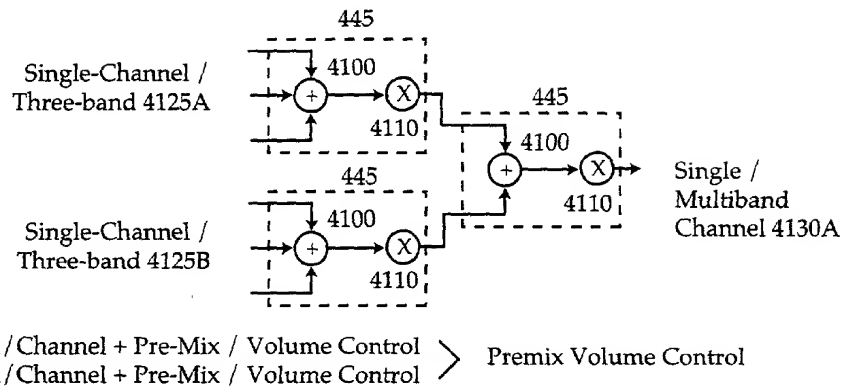 445
Single-Channel /
Three-band 4125A
4100
+
X
4110
445
4100
+
X
4110
Single /
Multiband
Channel 4130A
445
Single-Channel /
Three-band 4125B
4100
+
X
4110
/Channel + Pre-Mix / Volume Control
/Channel + Pre-Mix / Volume Control
> Premix Volume Control